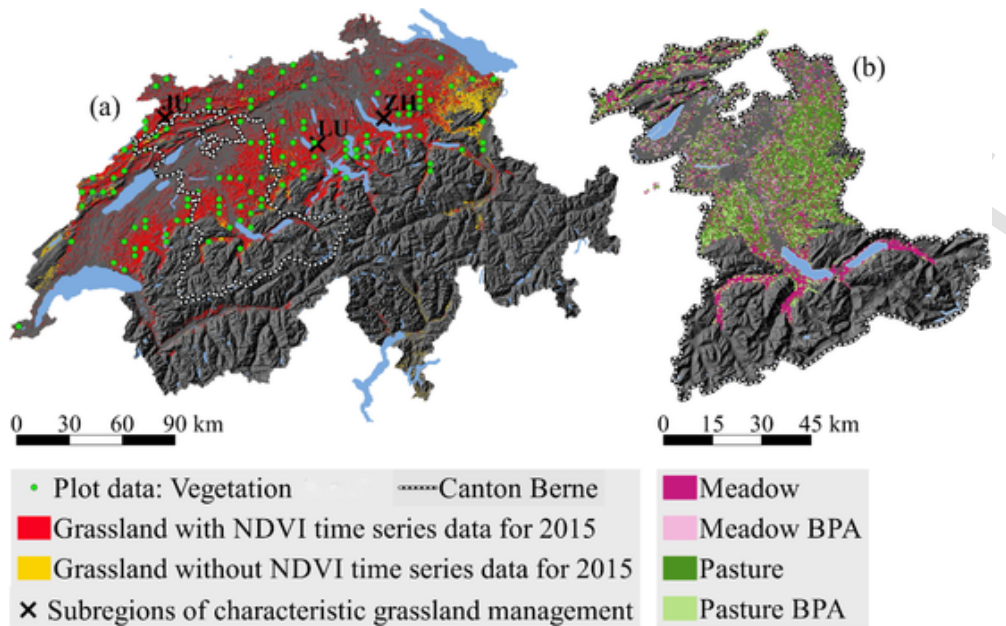 (a)
(b)
JU
ZH
LU
0 30 60 90 km
0 15 30 45 km
Plot data: Vegetation
Canton Berne
Grassland with NDVI time series data for 2015
Grassland without NDVI time series data for 2015
Subregions of characteristic grassland management
Meadow
Meadow BPA
Pasture
Pasture BPA